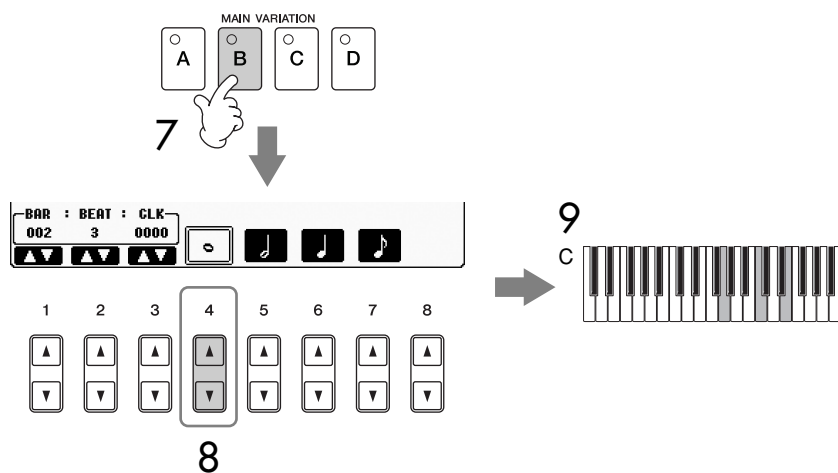 MAIN VARIATION
A B C D
7
BAR : BEAT : CLK
002 3 0000
1 2 3 4 5 6 7 8
8
9
C